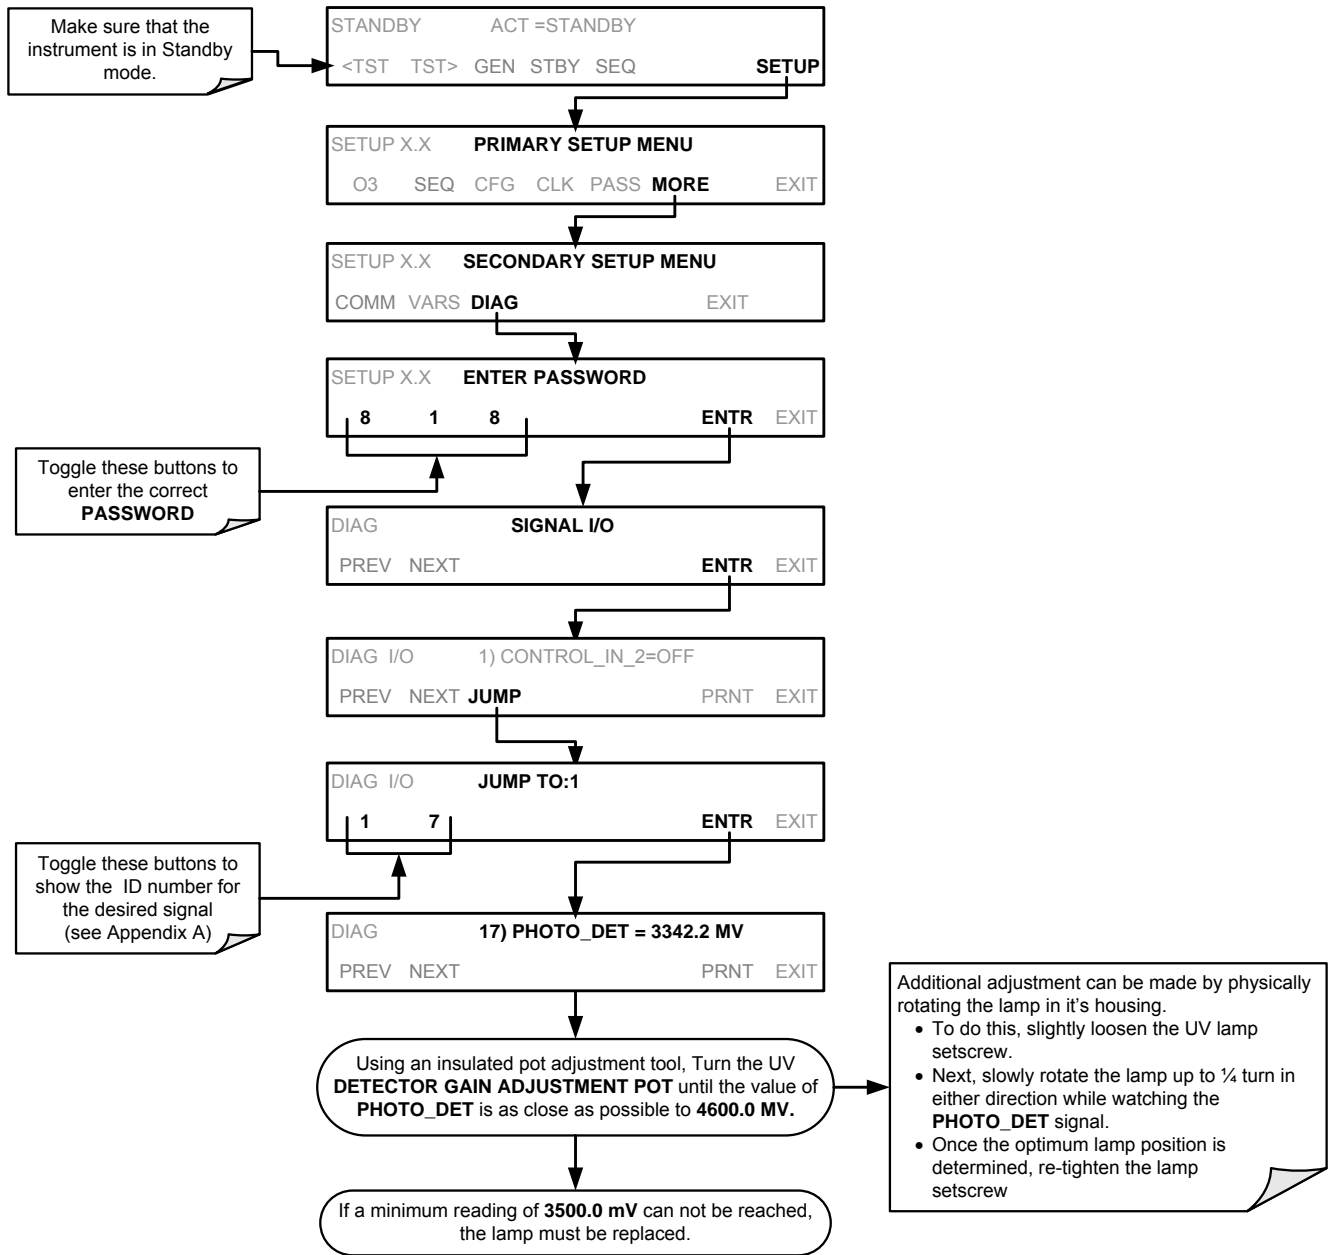 Make sure that the
instrument is in Standby
mode.
STANDBY ACT =STANDBY
<TST TST> GEN STBY SEQ SETUP
SETUP X.X PRIMARY SETUP MENU
O3 SEQ CFG CLK PASS MORE EXIT
SETUP X.X SECONDARY SETUP MENU
COMM VARS DIAG EXIT
SETUP X.X ENTER PASSWORD
8 1 8 ENTR EXIT
Toggle these buttons to
enter the correct
PASSWORD
DIAG SIGNAL I/O
PREV NEXT ENTR EXIT
DIAG I/O 1) CONTROL_IN_2=OFF
PREV NEXT JUMP PRNT EXIT
DIAG I/O JUMP TO:1
1 7 ENTR EXIT
Toggle these buttons to
show the ID number for
the desired signal
(see Appendix A)
DIAG 17) PHOTO_DET = 3342.2 MV
PREV NEXT PRNT EXIT
Using an insulated pot adjustment tool, Turn the UV
DETECTOR GAIN ADJUSTMENT POT until the value of
PHOTO_DET is as close as possible to 4600.0 MV.
Additional adjustment can be made by physically
rotating the lamp in it's housing.
• To do this, slightly loosen the UV lamp
setscrew.
• Next, slowly rotate the lamp up to ¼ turn in
either direction while watching the
PHOTO_DET signal.
• Once the optimum lamp position is
determined, re-tighten the lamp
setscrew
If a minimum reading of 3500.0 mV can not be reached,
the lamp must be replaced.